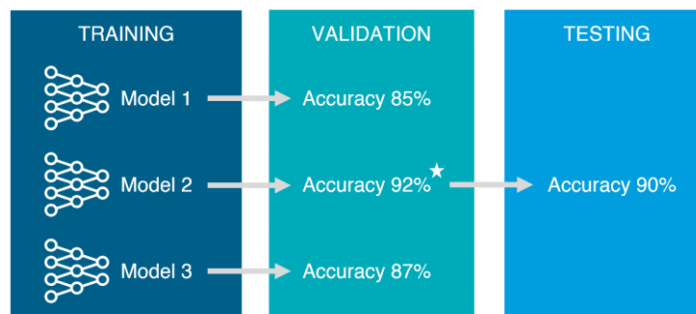 TRAINING
VALIDATION
TESTING
Model 1
Accuracy 85%
Model 2
Accuracy 92%
Accuracy 90%
Model 3
Accuracy 87%